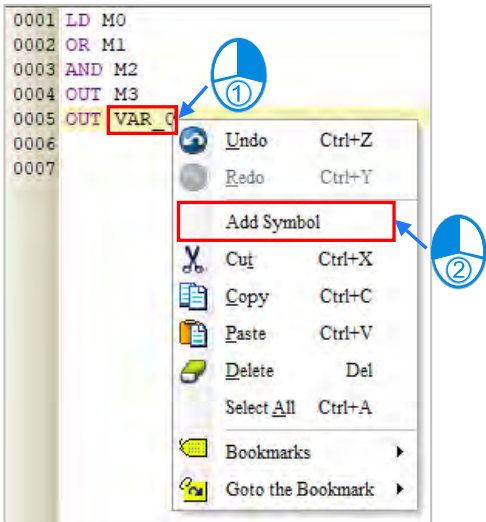 0001 LD M0
0002 OR M1
0003 AND M2
0004 OUT M3
0005 OUT VAR_0
0006
0007
①
Undo Ctrl+Z
Redo Ctrl+Y
Add Symbol
②
Cut Ctrl+X
Copy Ctrl+C
Paste Ctrl+V
Delete Del
Select All Ctrl+A
Bookmarks
Goto the Bookmark